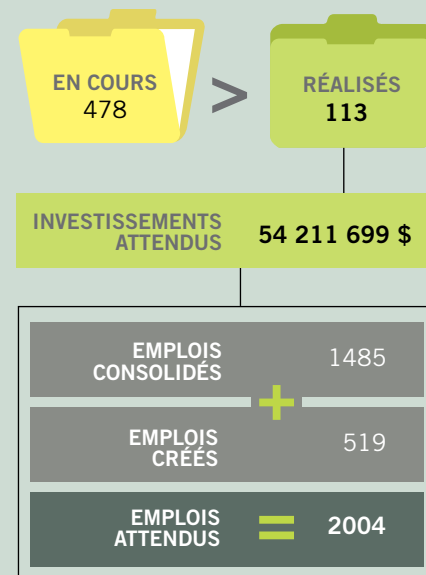 EN COURS
478
>
RÉALISÉS
113
INVESTISSEMENTS
ATTENDUS
54 211 699 $
EMPLOIS
CONSOLIDÉS
1485
+
EMPLOIS
CRÉÉS
519
EMPLOIS
ATTENDUS
=
2004